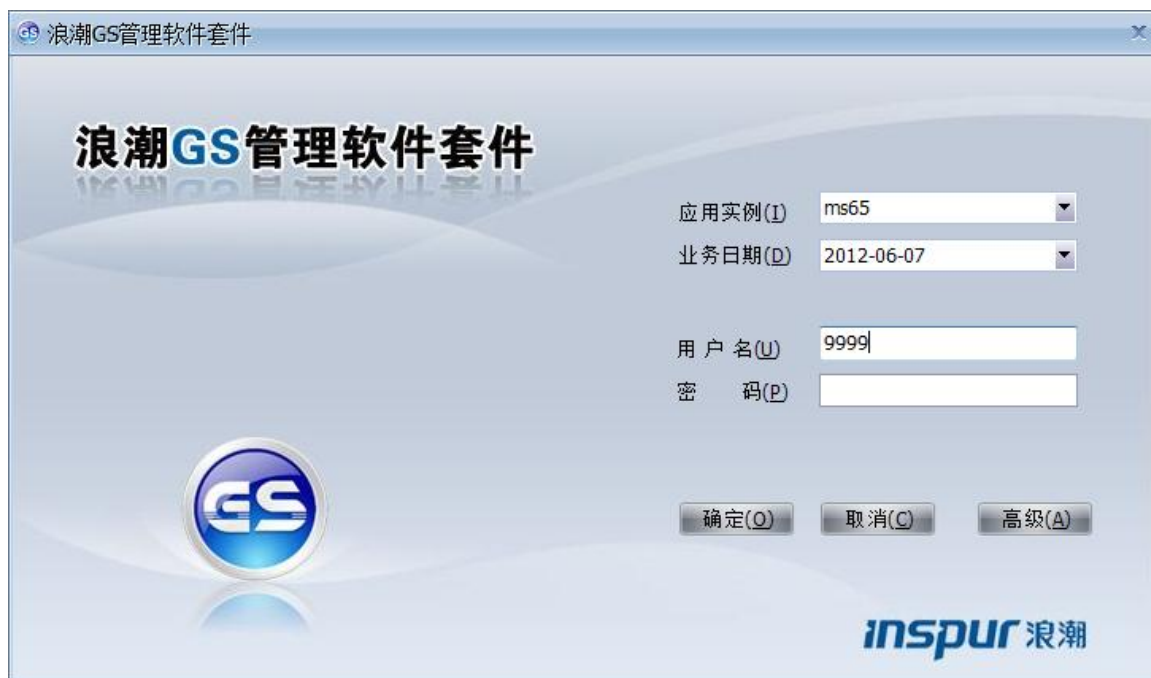 浪潮GS管理软件套件
浪潮GS管理软件套件
应用实例(I) ms65
业务日期(D) 2012-06-07
用户名(U) 9999
密码(P)
GS
确定(O) 取消(C) 高级(A)
inspur 浪潮